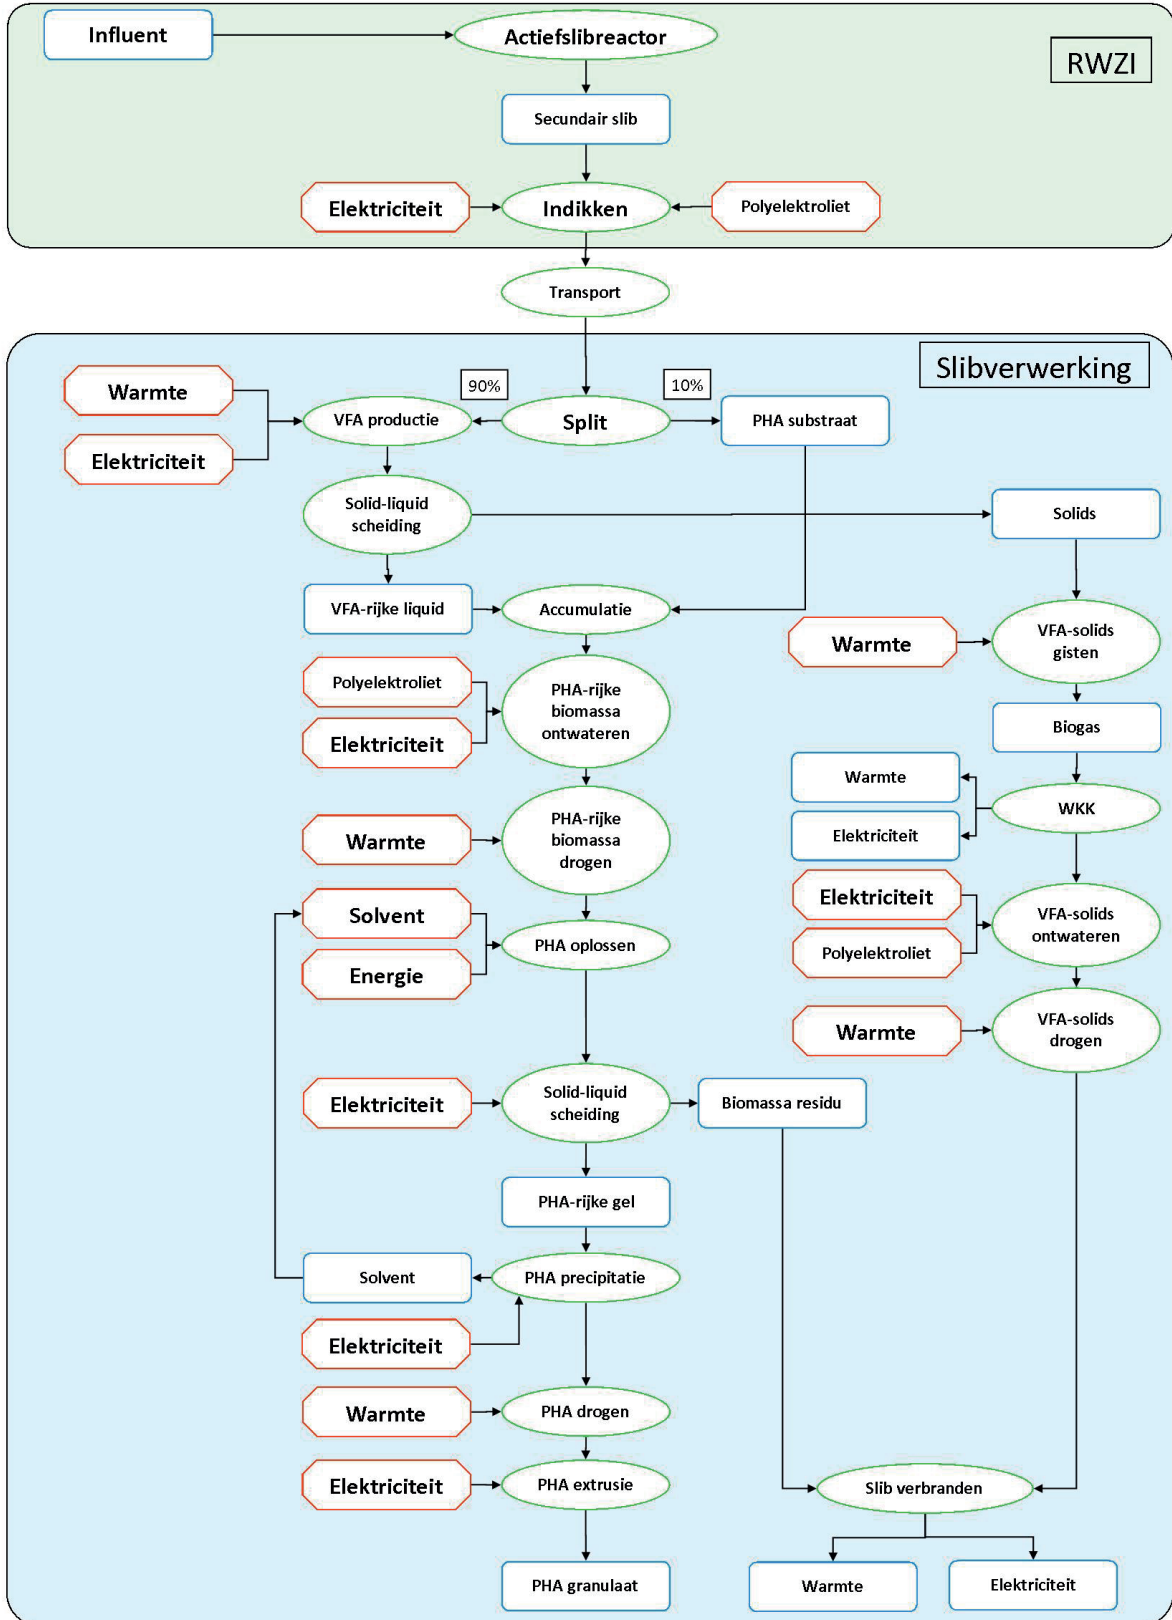 Influent
Actiefslibreactor
RWZI
Secundair slib
Elektriciteit
Indikken
Polyelektroliet
Transport
Slibverwerking
Warmte
90%
10%
VFA productie
Split
PHA substraat
Elektriciteit
Solid-liquid
scheiding
Solids
VFA-rijke liquid
Accumulatie
Warmte
VFA-solids
gisten
Polyelektroliet
PHA-rijke
biomassa
ontwateren
Elektriciteit
Biogas
Warmte
WKK
Elektriciteit
Warmte
PHA-rijke
biomassa
drogen
Elektriciteit
VFA-solids
ontwateren
Polyelektroliet
Solvent
PHA oplossen
Energie
Warmte
VFA-solids
drogen
Elektriciteit
Solid-liquid
scheiding
Biomassa residu
PHA-rijke gel
Solvent
PHA precipitatie
Elektriciteit
Warmte
PHA drogen
Elektriciteit
PHA extrusie
Slib verbranden
PHA granulaat
Warmte
Elektriciteit